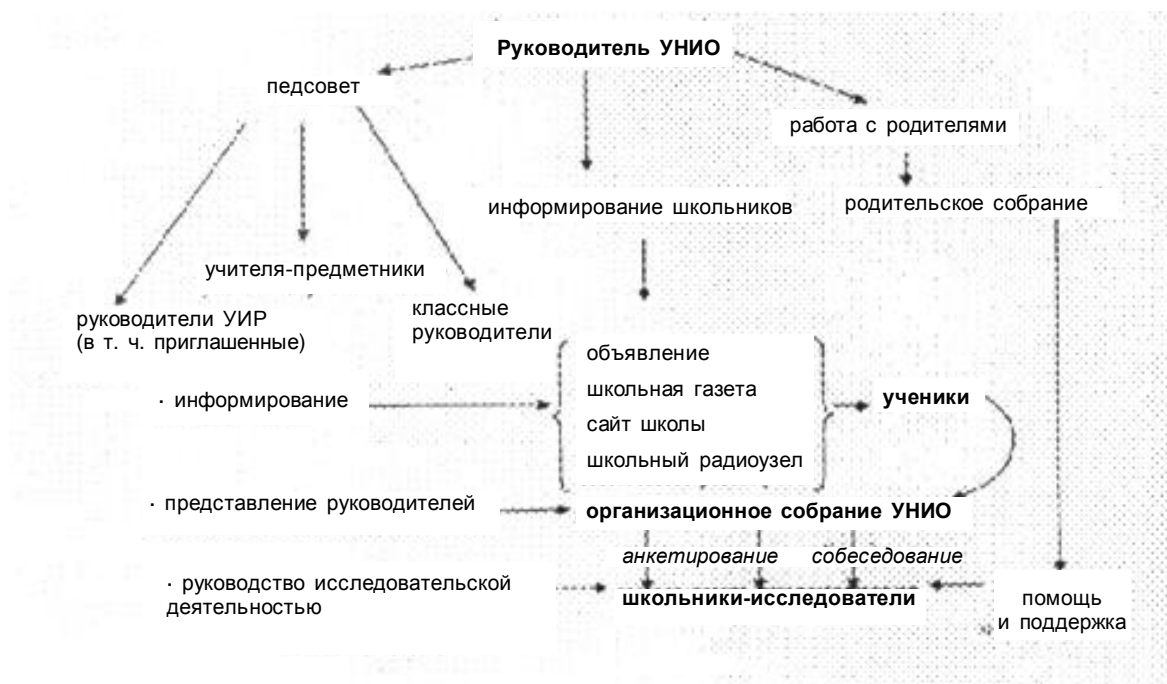 Руководитель УНИО
педсовет
работа с родителями
информирование школьников
родительское собрание
учителя-предметники
руководители УИР
(в т. ч. приглашенные)
классные
руководители
объявление
школьная газета
сайт школы
школьный радиоузел
· информирование
ученики
· представление руководителей
организационное собрание УНИО
анкетирование
собеседование
· руководство исследовательской
деятельностью
школьники-исследователи
помощь
и поддержка